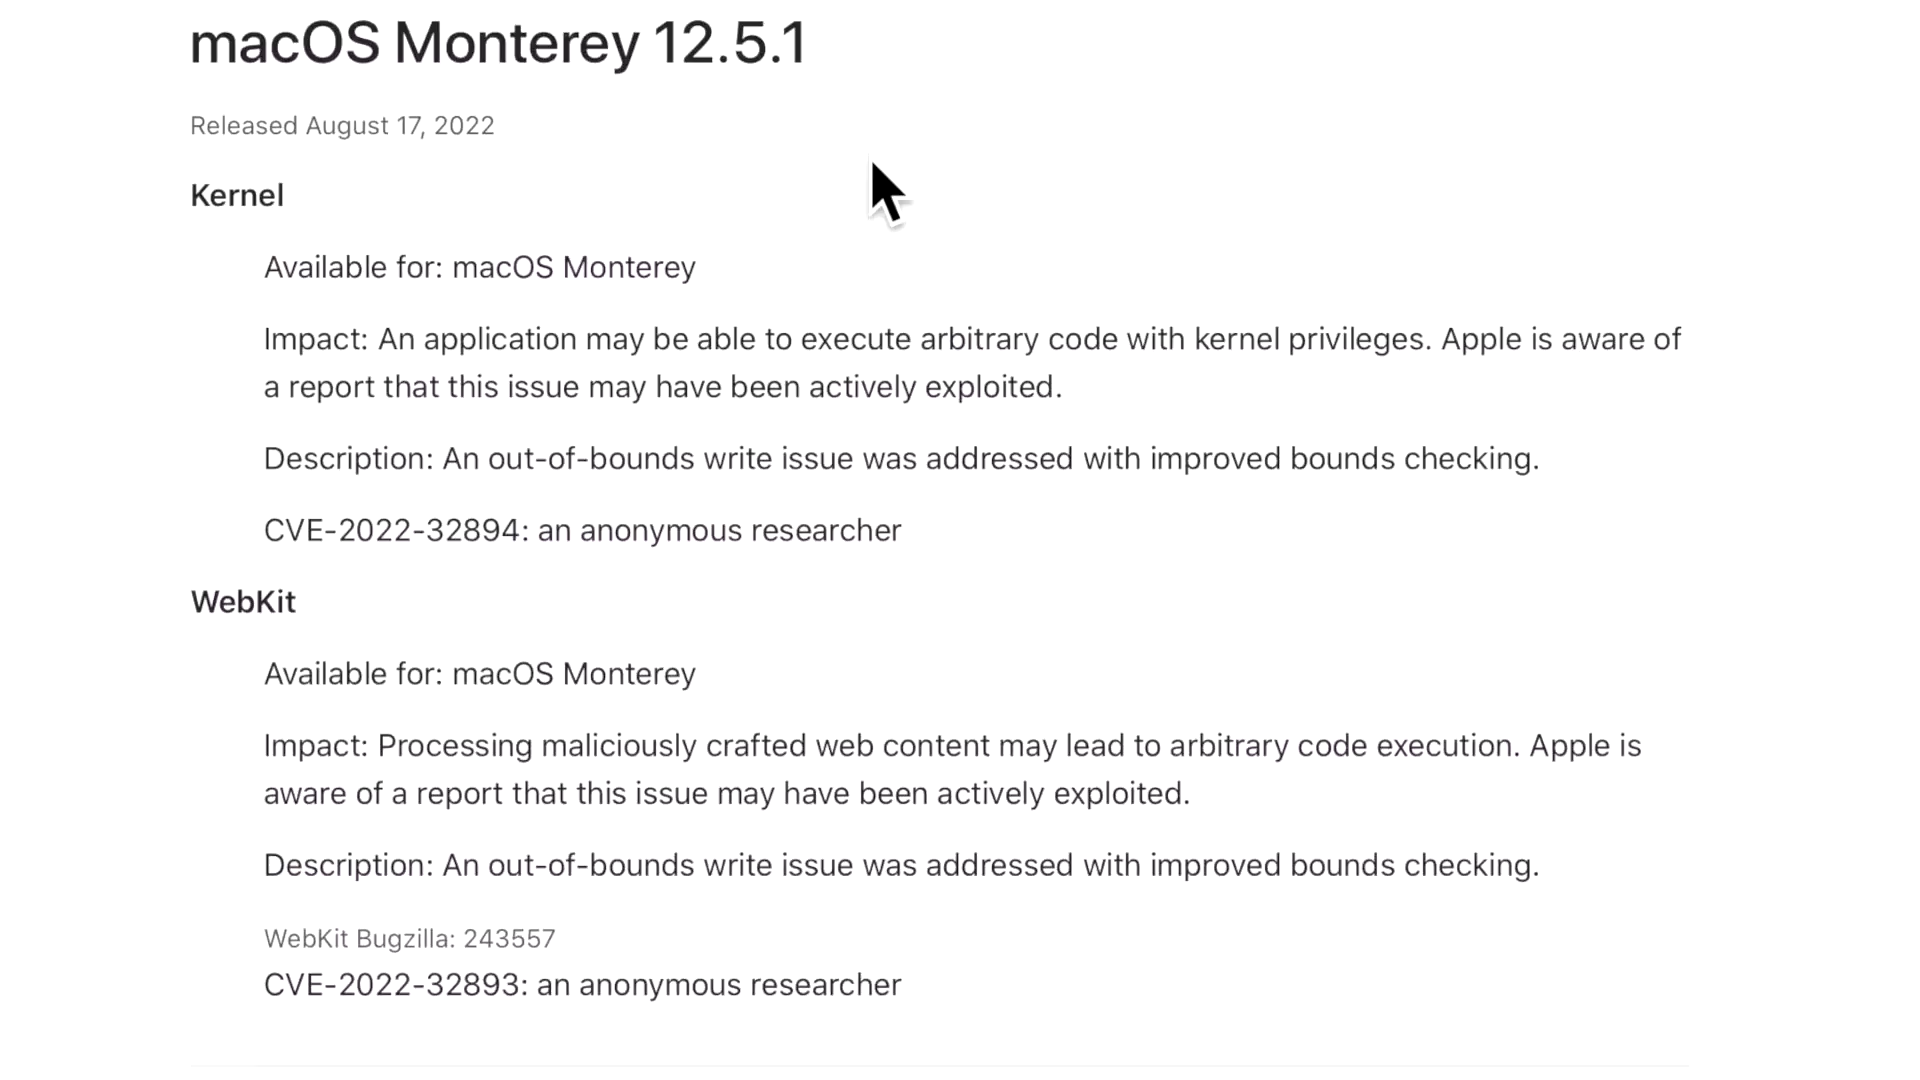 macOS Monterey 12.5.1
Released August 17, 2022
Kernel
Available for: macOS Monterey
Impact: An application may be able to execute arbitrary code with kernel privileges. Apple is aware of
a report that this issue may have been actively exploited.
Description: An out-of-bounds write issue was addressed with improved bounds checking.
CVE-2022-32894: an anonymous researcher
WebKit
Available for: macOS Monterey
Impact: Processing maliciously crafted web content may lead to arbitrary code execution. Apple is
aware of a report that this issue may have been actively exploited.
Description: An out-of-bounds write issue was addressed with improved bounds checking.
WebKit Bugzilla: 243557
CVE-2022-32893: an anonymous researcher